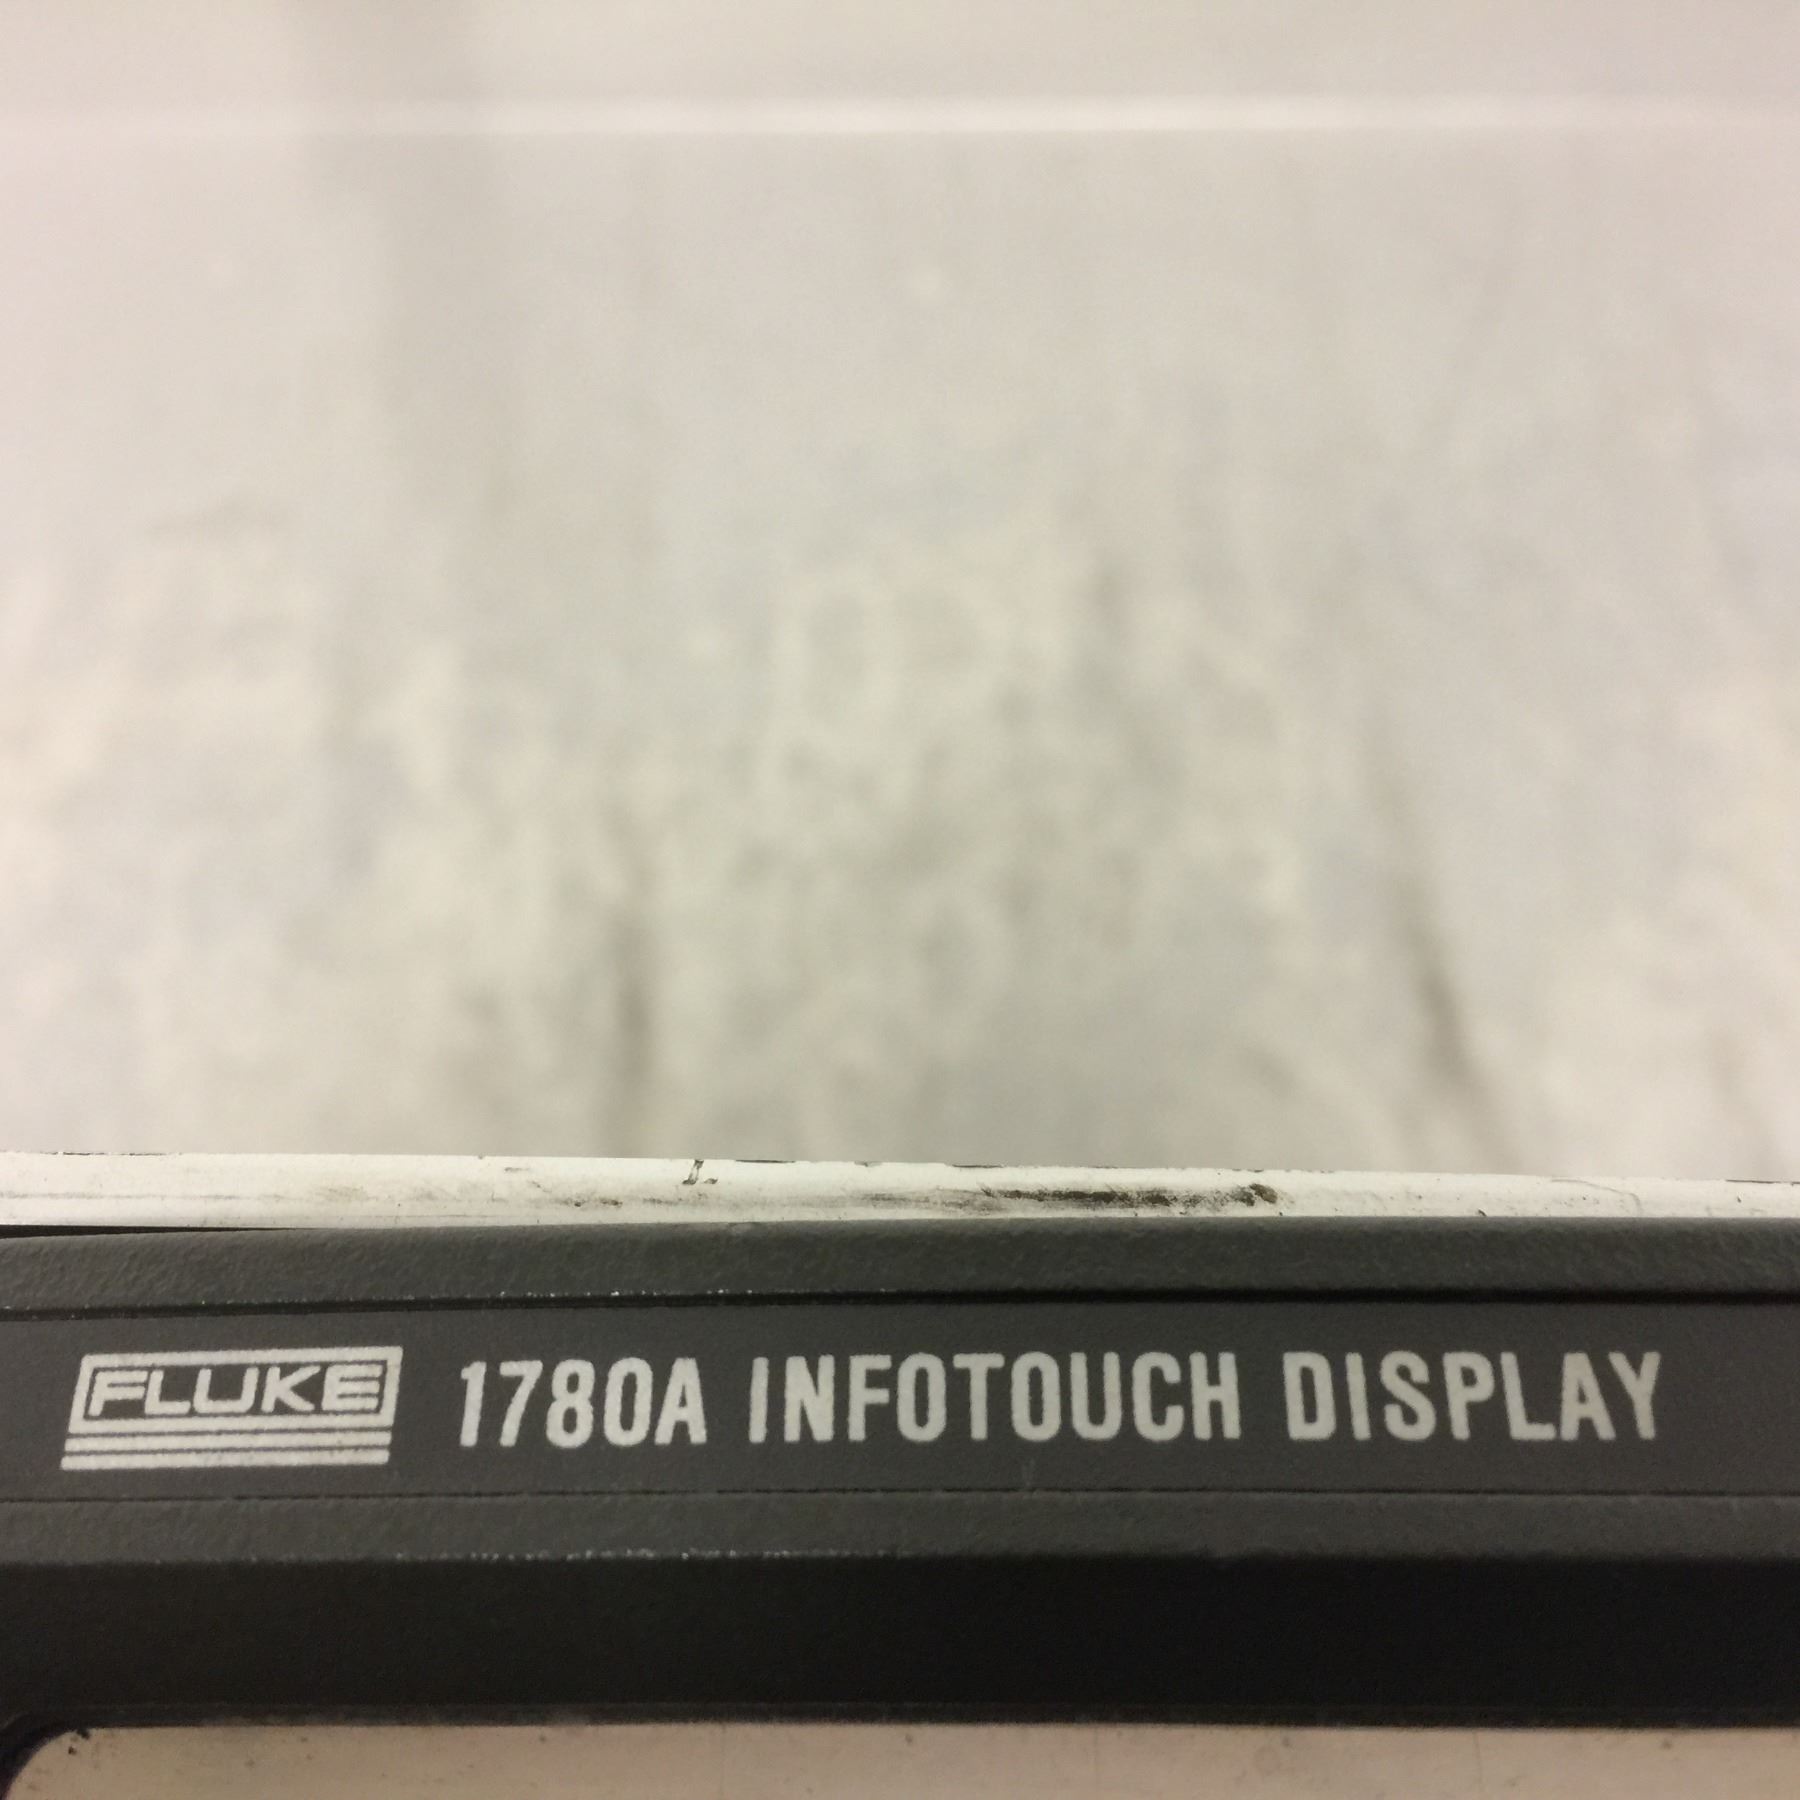 FLUKE 1780A INFOTOUCH DISPLAY